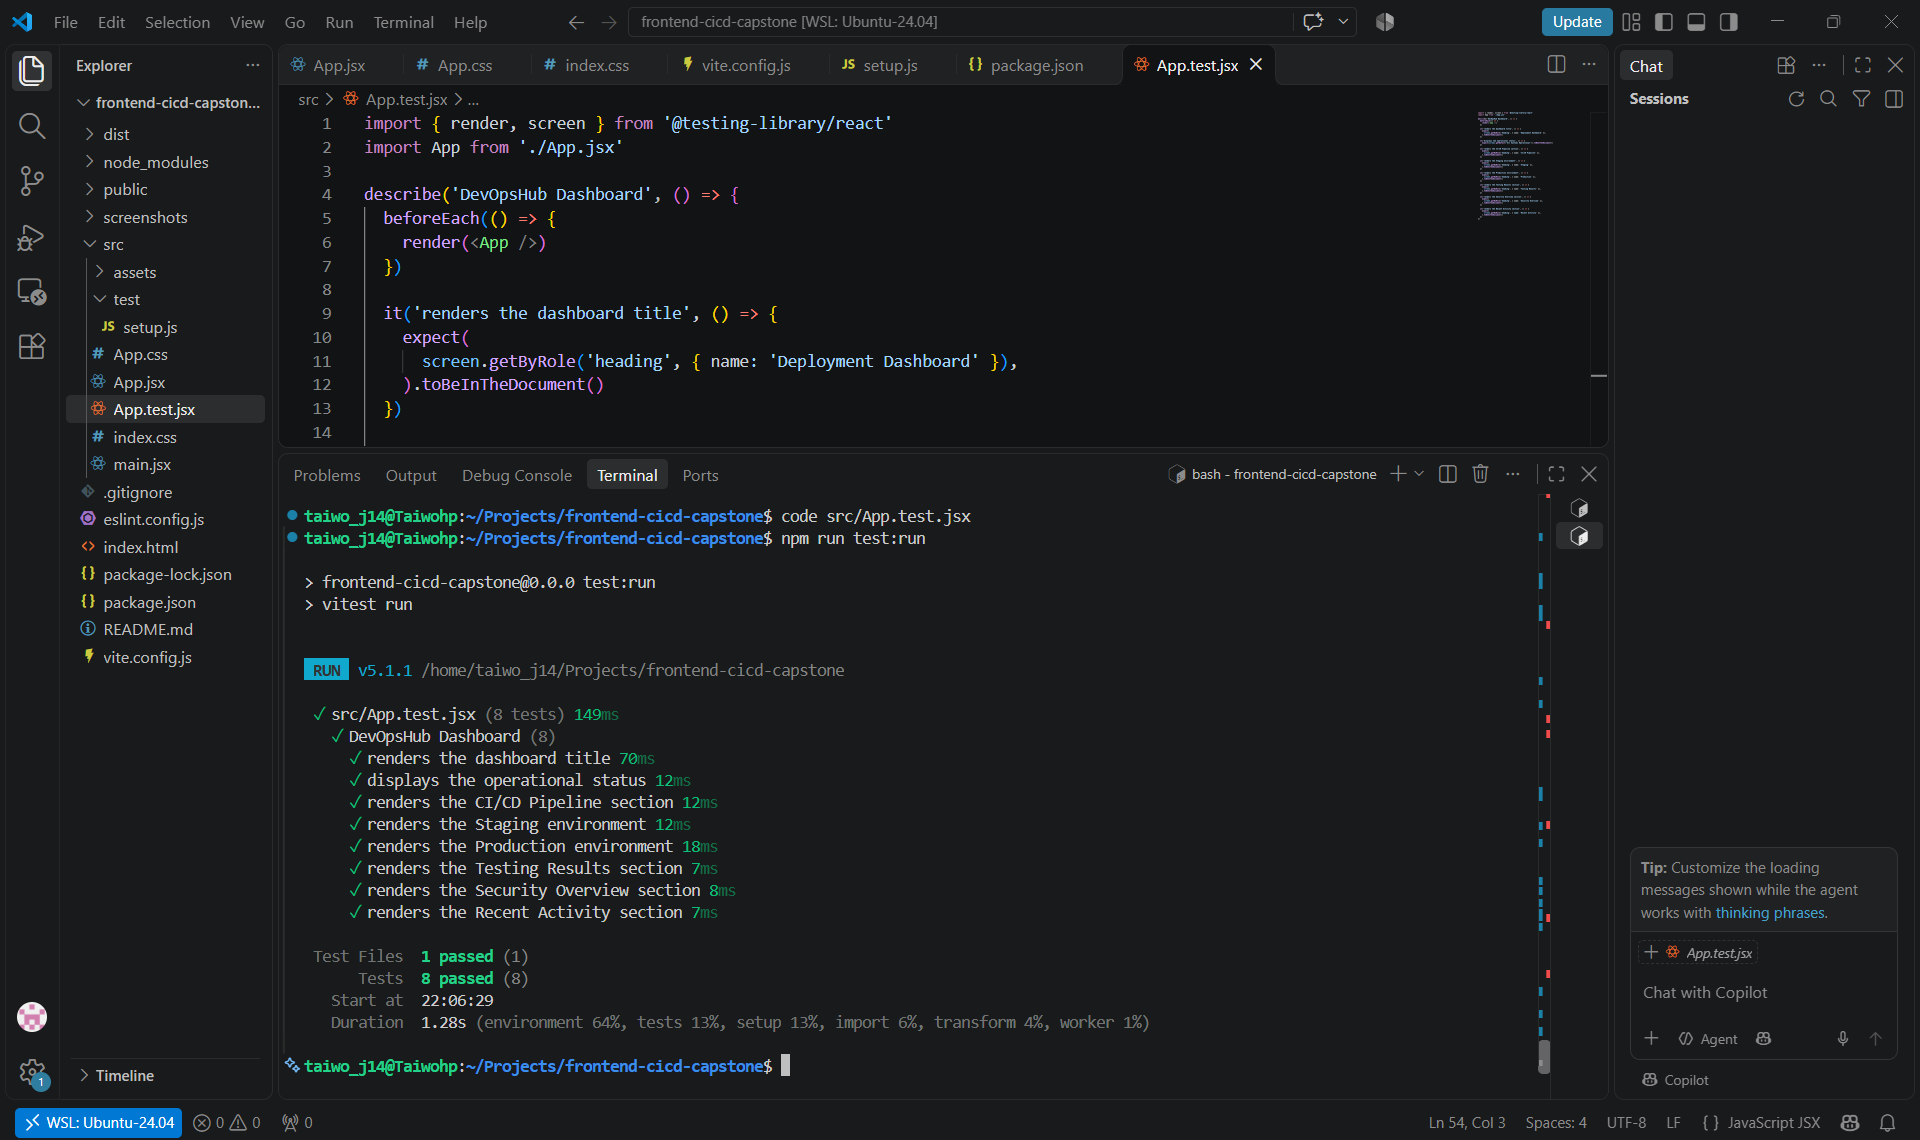 File Edit Selection View Go Run Terminal Help
frontend-cicd-capstone [WSL: Ubuntu-24.04]
Update
Explorer
frontend-cicd-capston...
dist
node_modules
public
screenshots
src
assets
test
JS setup.js
# App.css
App.jsx
App.test.jsx
# index.css
main.jsx
.gitignore
eslint.config.js
<> index.html
{} package-lock.json
{} package.json
README.md
vite.config.js
Timeline
1
App.jsx
# App.css
# index.css
vite.config.js
JS setup.js
{} package.json
App.test.jsx
src > App.test.jsx > ...
1 import { render, screen } from '@testing-library/react'
2 import App from './App.jsx'
3
4 describe('DevOpsHub Dashboard', () => {
5 beforeEach(() => {
6 render(<App />)
7 })
8
9 it('renders the dashboard title', () => {
10 expect(
11 screen.getByRole('heading', { name: 'Deployment Dashboard' }),
12 ).toBeInTheDocument()
13 })
14
Problems Output Debug Console Terminal Ports
bash - frontend-cicd-capstone
taiwo_j14@Taiwohp:~/Projects/frontend-cicd-capstone$ code src/App.test.jsx
taiwo_j14@Taiwohp:~/Projects/frontend-cicd-capstone$ npm run test:run
> frontend-cicd-capstone@0.0.0 test:run
> vitest run
RUN v5.1.1 /home/taiwo_j14/Projects/frontend-cicd-capstone
✓ src/App.test.jsx (8 tests) 149ms
✓ DevOpsHub Dashboard (8)
✓ renders the dashboard title 70ms
✓ displays the operational status 12ms
✓ renders the CI/CD Pipeline section 12ms
✓ renders the Staging environment 12ms
✓ renders the Production environment 18ms
✓ renders the Testing Results section 7ms
✓ renders the Security Overview section 8ms
✓ renders the Recent Activity section 7ms
Test Files 1 passed (1)
Tests 8 passed (8)
Start at 22:06:29
Duration 1.28s (environment 64%, tests 13%, setup 13%, import 6%, transform 4%, worker 1%)
taiwo_j14@Taiwohp:~/Projects/frontend-cicd-capstone$
Chat
Sessions
Tip: Customize the loading
messages shown while the agent
works with thinking phrases.
App.test.jsx
Chat with Copilot
Agent
Copilot
WSL: Ubuntu-24.04
0 0
0
Ln 54, Col 3
Spaces: 4
UTF-8
LF
{} JavaScript JSX